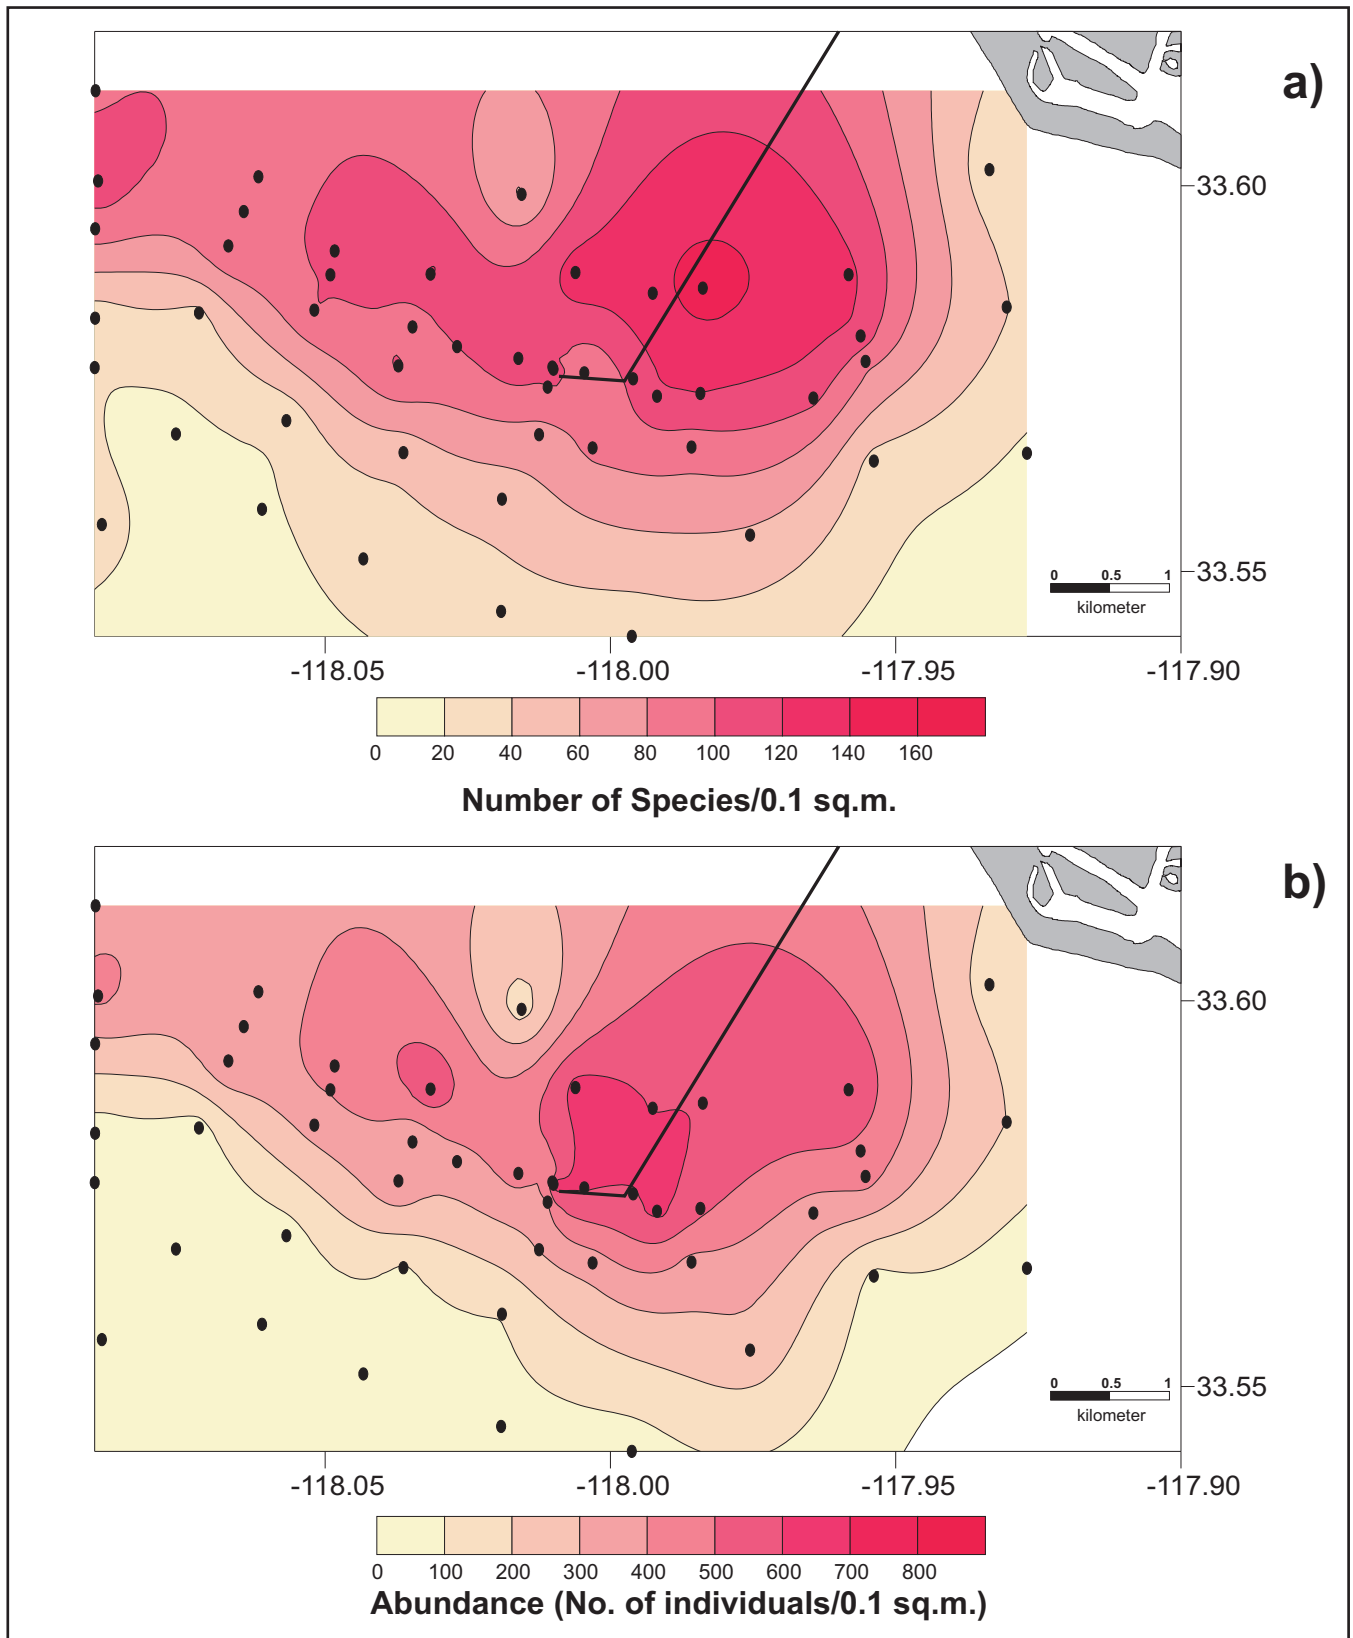 a)
33.60
33.55
0 0.5 1
kilometer
-118.05 -118.00 -117.95 -117.90
0 20 40 60 80 100 120 140 160
Number of Species/0.1 sq.m.
b)
33.60
33.55
0 0.5 1
kilometer
-118.05 -118.00 -117.95 -117.90
0 100 200 300 400 500 600 700 800
Abundance (No. of individuals/0.1 sq.m.)